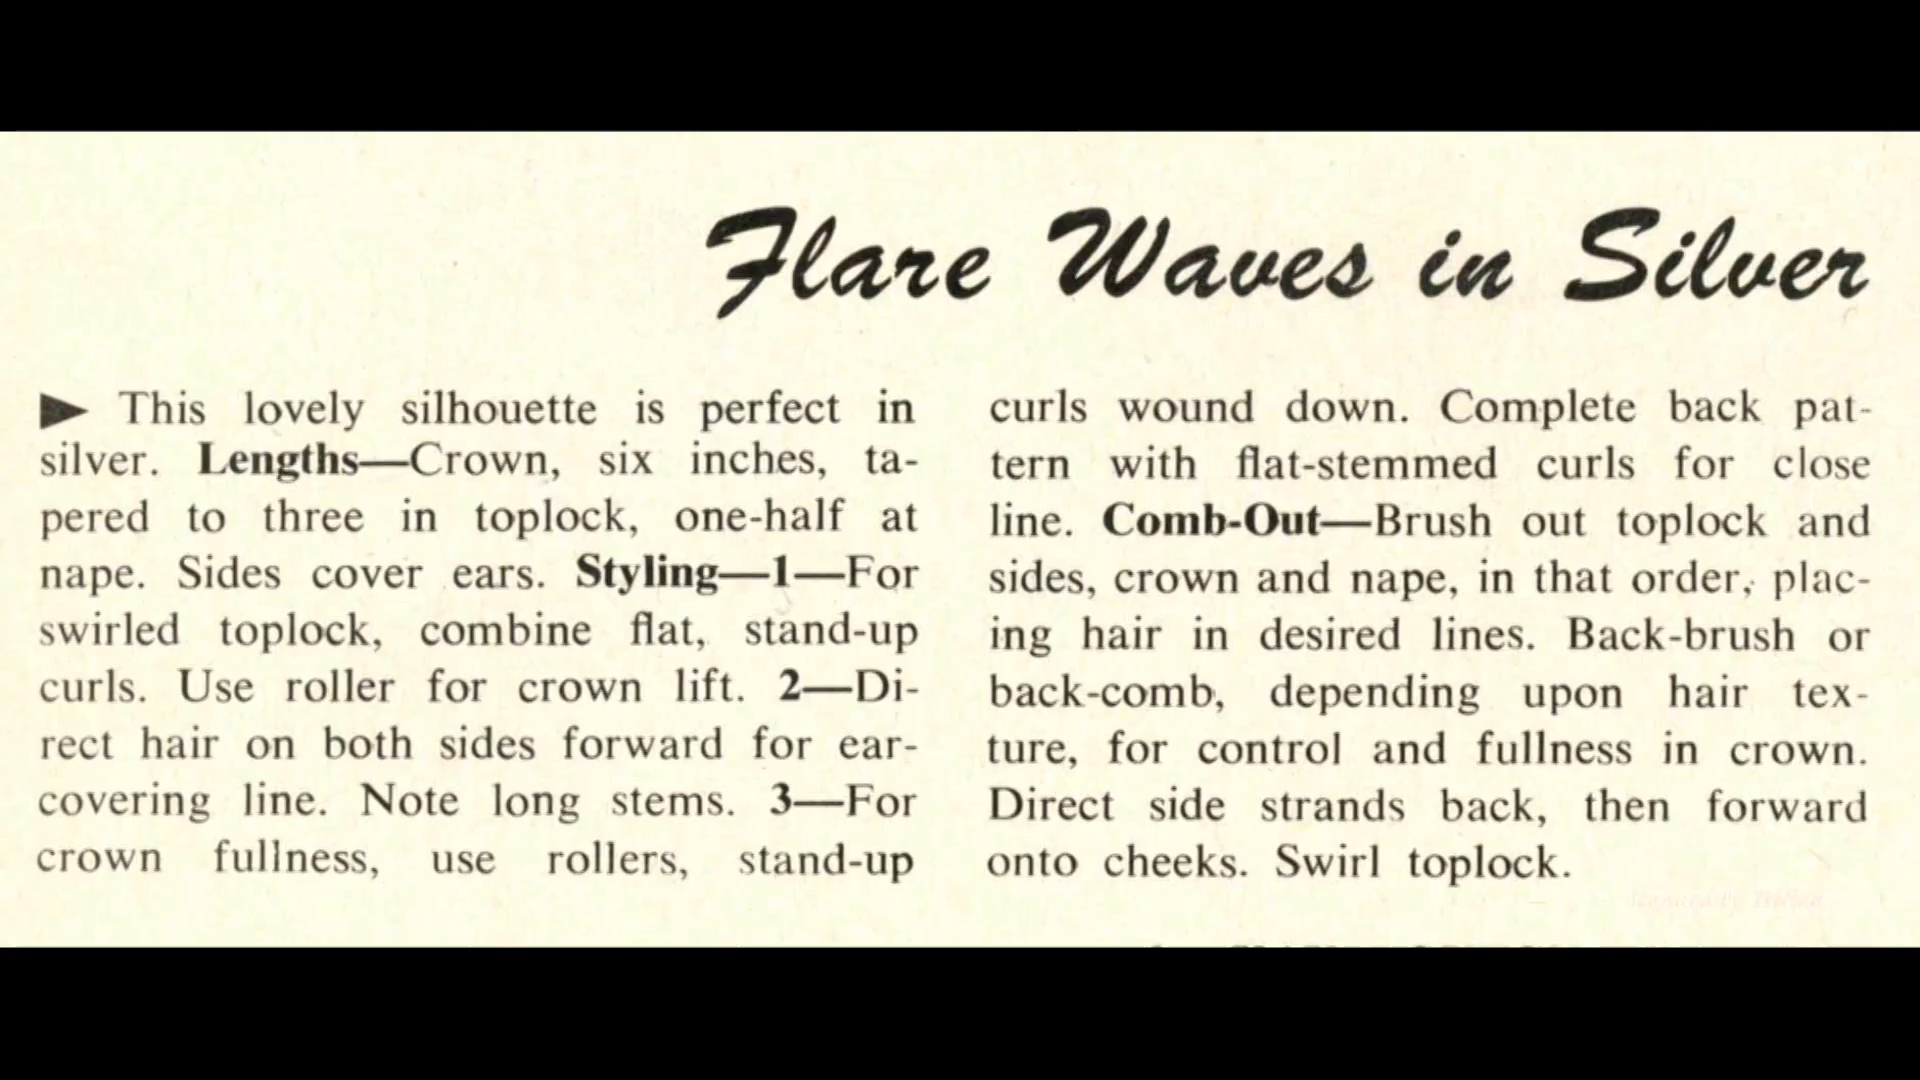 Flare Waves in Silver
► This lovely silhouette is perfect in
silver. Lengths—Crown, six inches, ta-
pered to three in toplock, one-half at
nape. Sides cover ears. Styling—1—For
swirled toplock, combine flat, stand-up
curls. Use roller for crown lift. 2—Di-
rect hair on both sides forward for ear-
covering line. Note long stems. 3—For
crown fullness, use rollers, stand-up
curls wound down. Complete back pat-
tern with flat-stemmed curls for close
line. Comb-Out—Brush out toplock and
sides, crown and nape, in that order, plac-
ing hair in desired lines. Back-brush or
back-comb, depending upon hair tex-
ture, for control and fullness in crown.
Direct side strands back, then forward
onto cheeks. Swirl toplock.